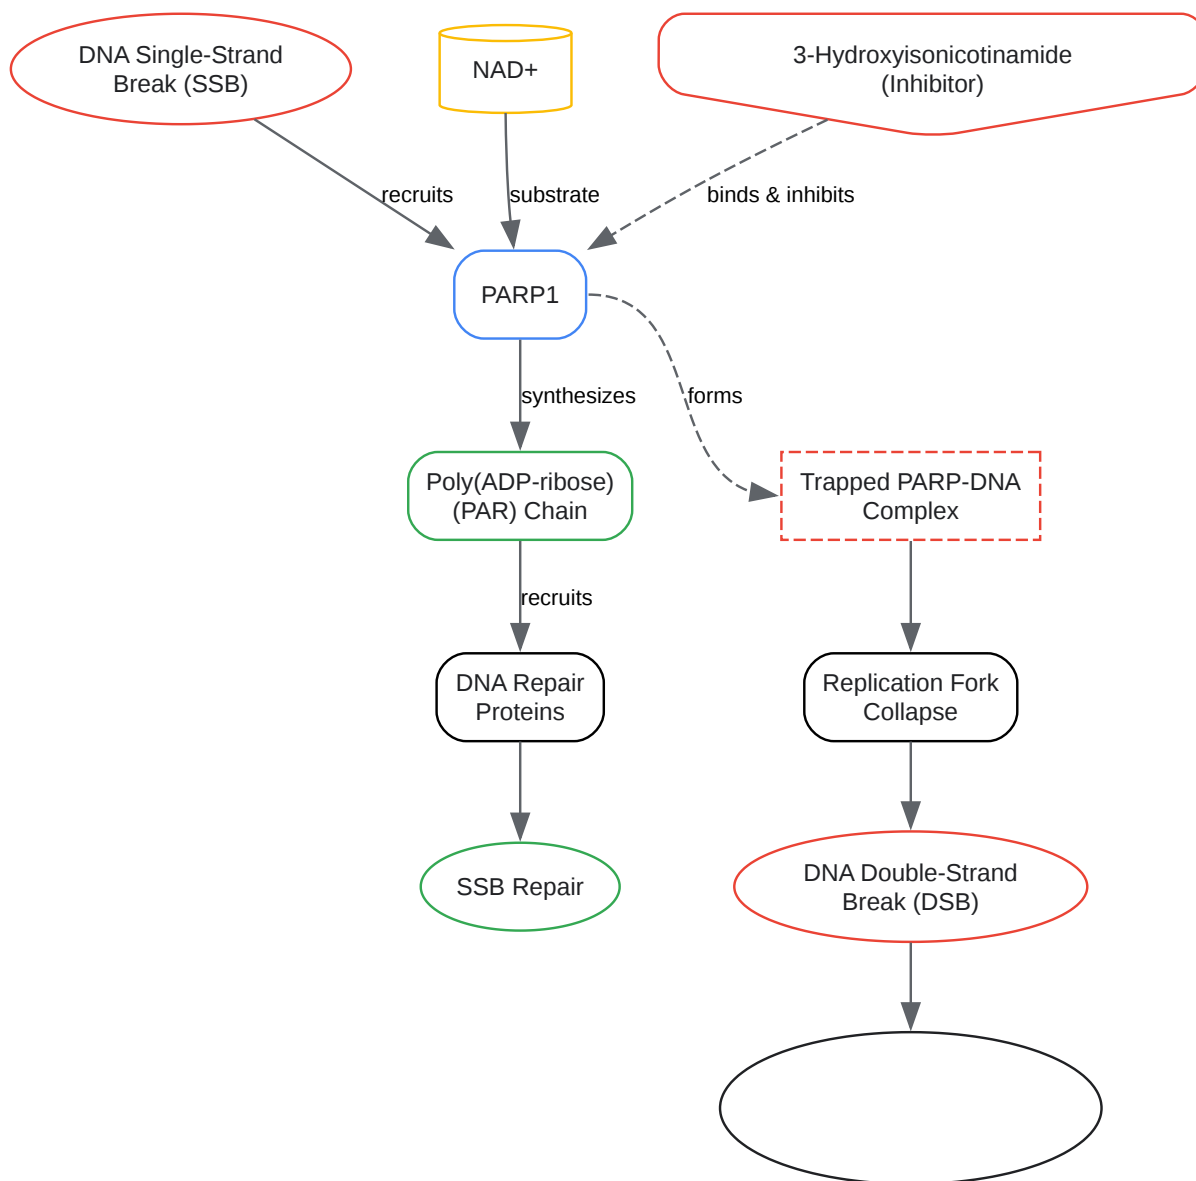 DNA Single-Strand
Break (SSB)
NAD+
3-Hydroxyisonicotinamide
(Inhibitor)
recruits
substrate
binds & inhibits
PARP1
synthesizes
forms
Poly(ADP-ribose)
(PAR) Chain
Trapped PARP-DNA
Complex
recruits
DNA Repair
Proteins
Replication Fork
Collapse
SSB Repair
DNA Double-Strand
Break (DSB)